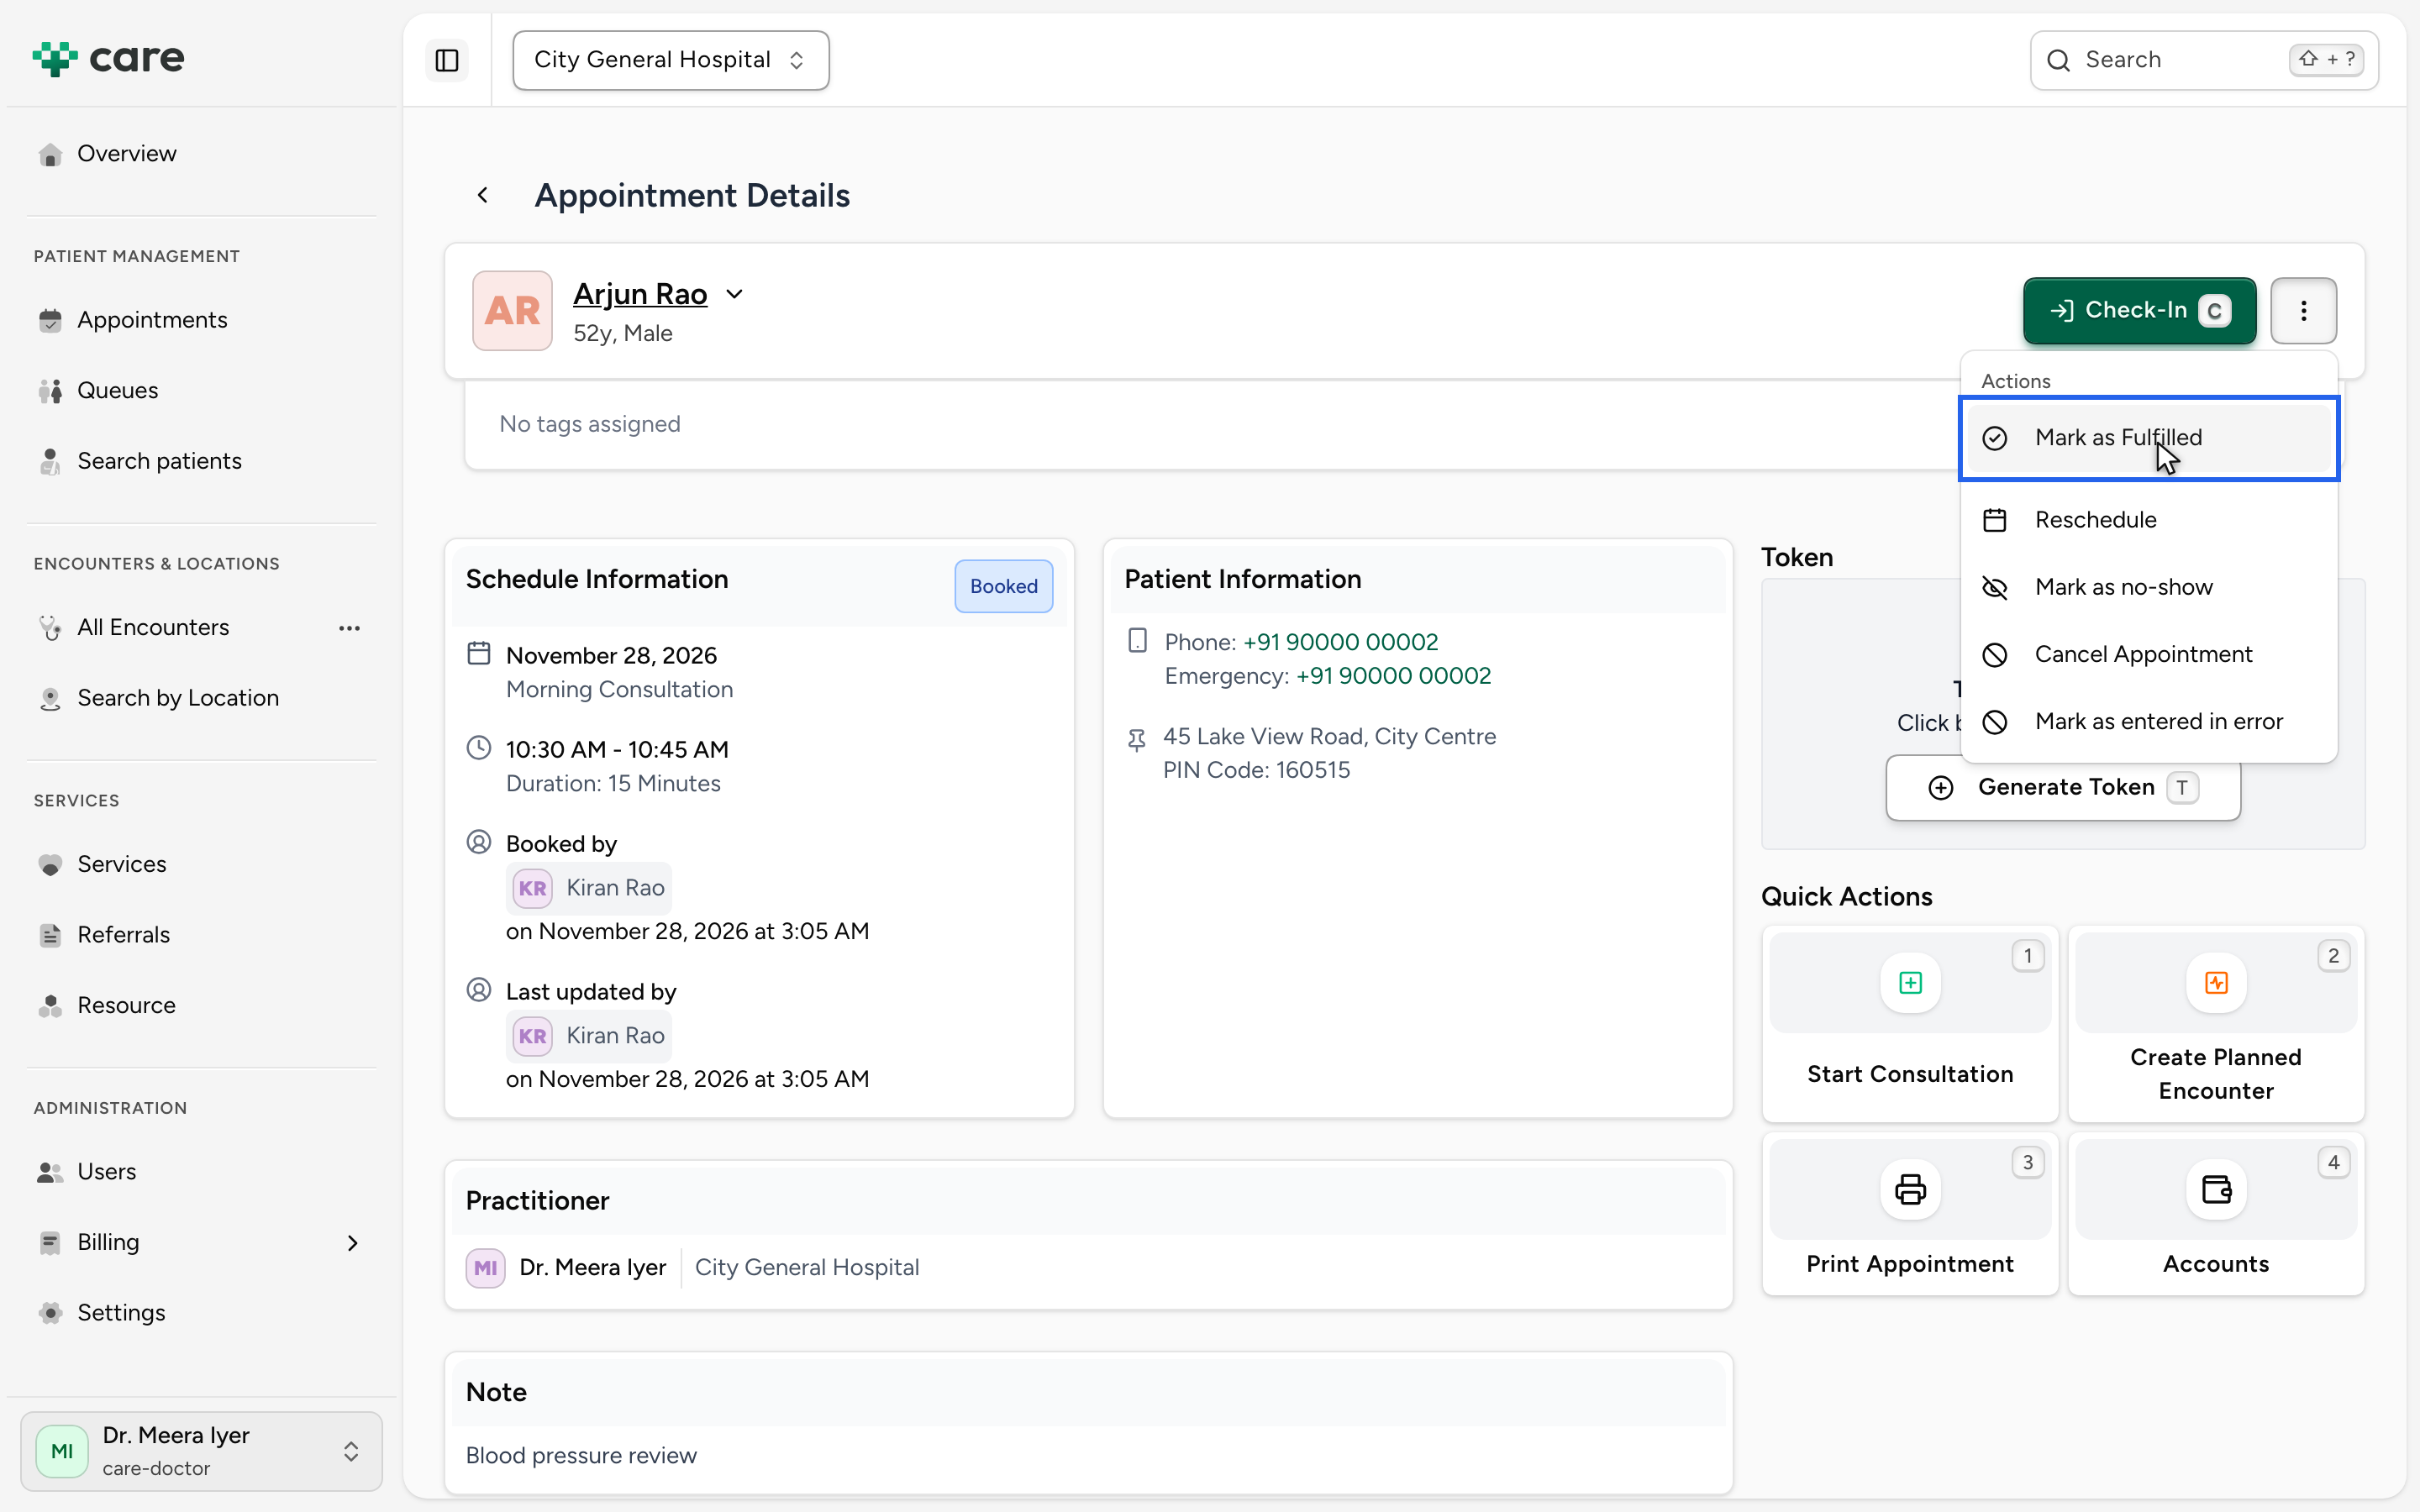 care
City General Hospital
Search
+ ?
Overview
PATIENT MANAGEMENT
Appointments
Queues
Search patients
ENCOUNTERS & LOCATIONS
All Encounters
Search by Location
SERVICES
Services
Referrals
Resource
ADMINISTRATION
Users
Billing
Settings
MI
Dr. Meera Iyer
care-doctor
Appointment Details
AR
Arjun Rao
52y, Male
Check-In C
No tags assigned
Actions
Mark as Fulfilled
Reschedule
Mark as no-show
Cancel Appointment
Mark as entered in error
Schedule Information
Booked
November 28, 2026
Morning Consultation
10:30 AM - 10:45 AM
Duration: 15 Minutes
Booked by
KR Kiran Rao
on November 28, 2026 at 3:05 AM
Last updated by
KR Kiran Rao
on November 28, 2026 at 3:05 AM
Patient Information
Phone: +91 90000 00002
Emergency: +91 90000 00002
45 Lake View Road, City Centre
PIN Code: 160515
Token
Click
Generate Token T
Quick Actions
1
Start Consultation
2
Create Planned
Encounter
3
Print Appointment
4
Accounts
Practitioner
MI Dr. Meera Iyer City General Hospital
Note
Blood pressure review